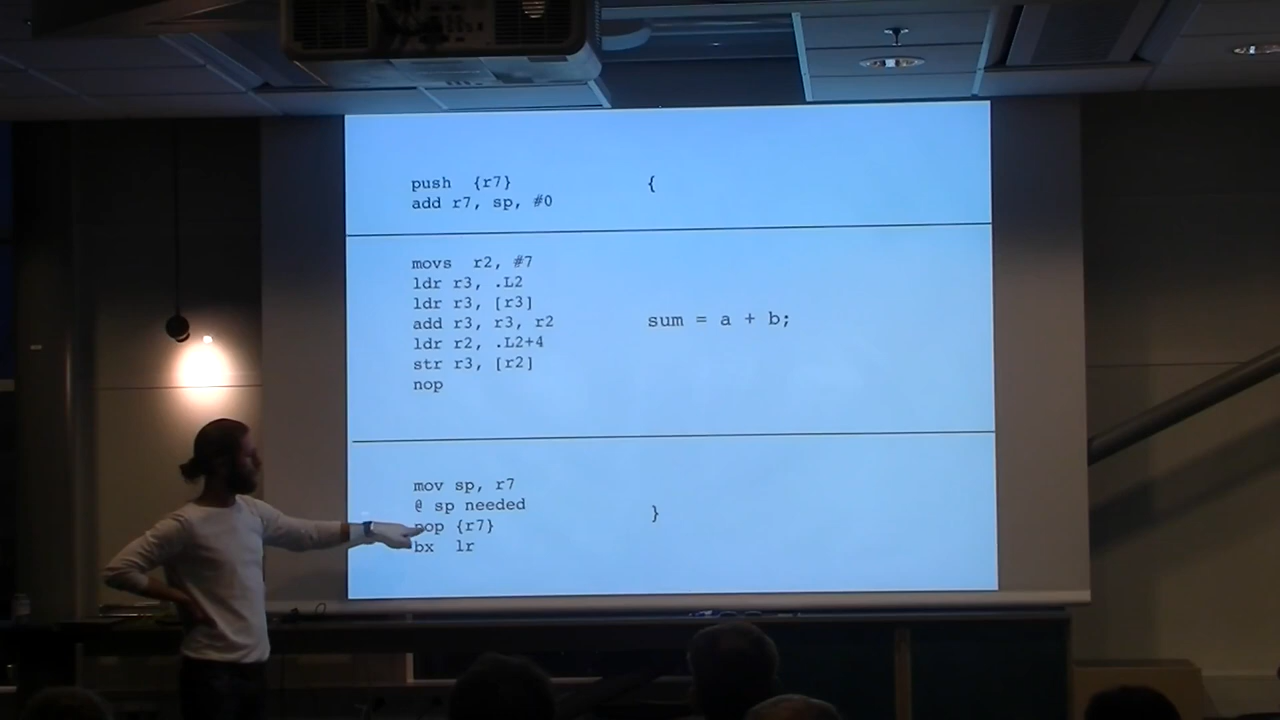 push {r7}
add r7, sp, #0
{
movs r2, #7
ldr r3, .L2
ldr r3, [r3]
add r3, r3, r2
ldr r2, .L2+4
str r3, [r2]
nop
sum = a + b;
mov sp, r7
@ sp needed
pop {r7}
bx lr
}